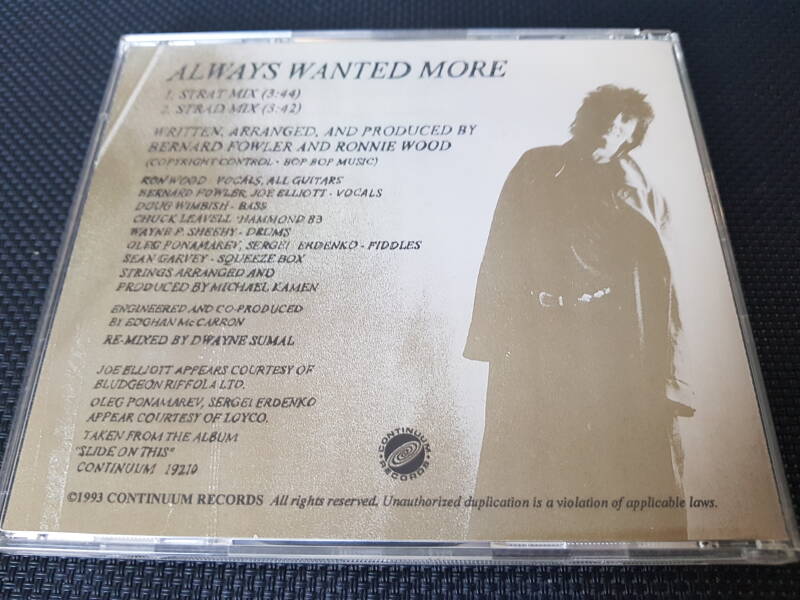 ALWAYS WANTED MORE
1. STRAT MIX (3:44)
2. STRAD MIX (3:42)
WRITTEN, ARRANGED, AND PRODUCED BY
BERNARD FOWLER AND RONNIE WOOD
(COPYRIGHT CONTROL - BOP BOP MUSIC)
RON WOOD - VOCALS, ALL GUITARS
BERNARD FOWLER, JOE ELLIOTT - VOCALS
DOUG WIMBISH - BASS
CHUCK LEAVELL HAMMOND B3
WAYNE P. SHEEHY - DRUMS
OLEG PONAMAREV, SERGEI ERDENKO - FIDDLES
SEAN GARVEY - SQUEEZE BOX
STRINGS ARRANGED AND
PRODUCED BY MICHAEL KAMEN
ENGINEERED AND CO-PRODUCED
BY EOGHAN McCARRON
RE-MIXED BY DWAYNE SUMAL
JOE ELLIOTT APPEARS COURTESY OF
BLUDGEON RIFFOLA LTD.
OLEG PONAMAREV, SERGEI ERDENKO
APPEAR COURTESY OF LOYCO.
TAKEN FROM THE ALBUM
"SLIDE ON THIS"
CONTINUUM 19210
CONTINUUM
RECORDS
©1993 CONTINUUM RECORDS All rights reserved. Unauthorized duplication is a violation of applicable laws.